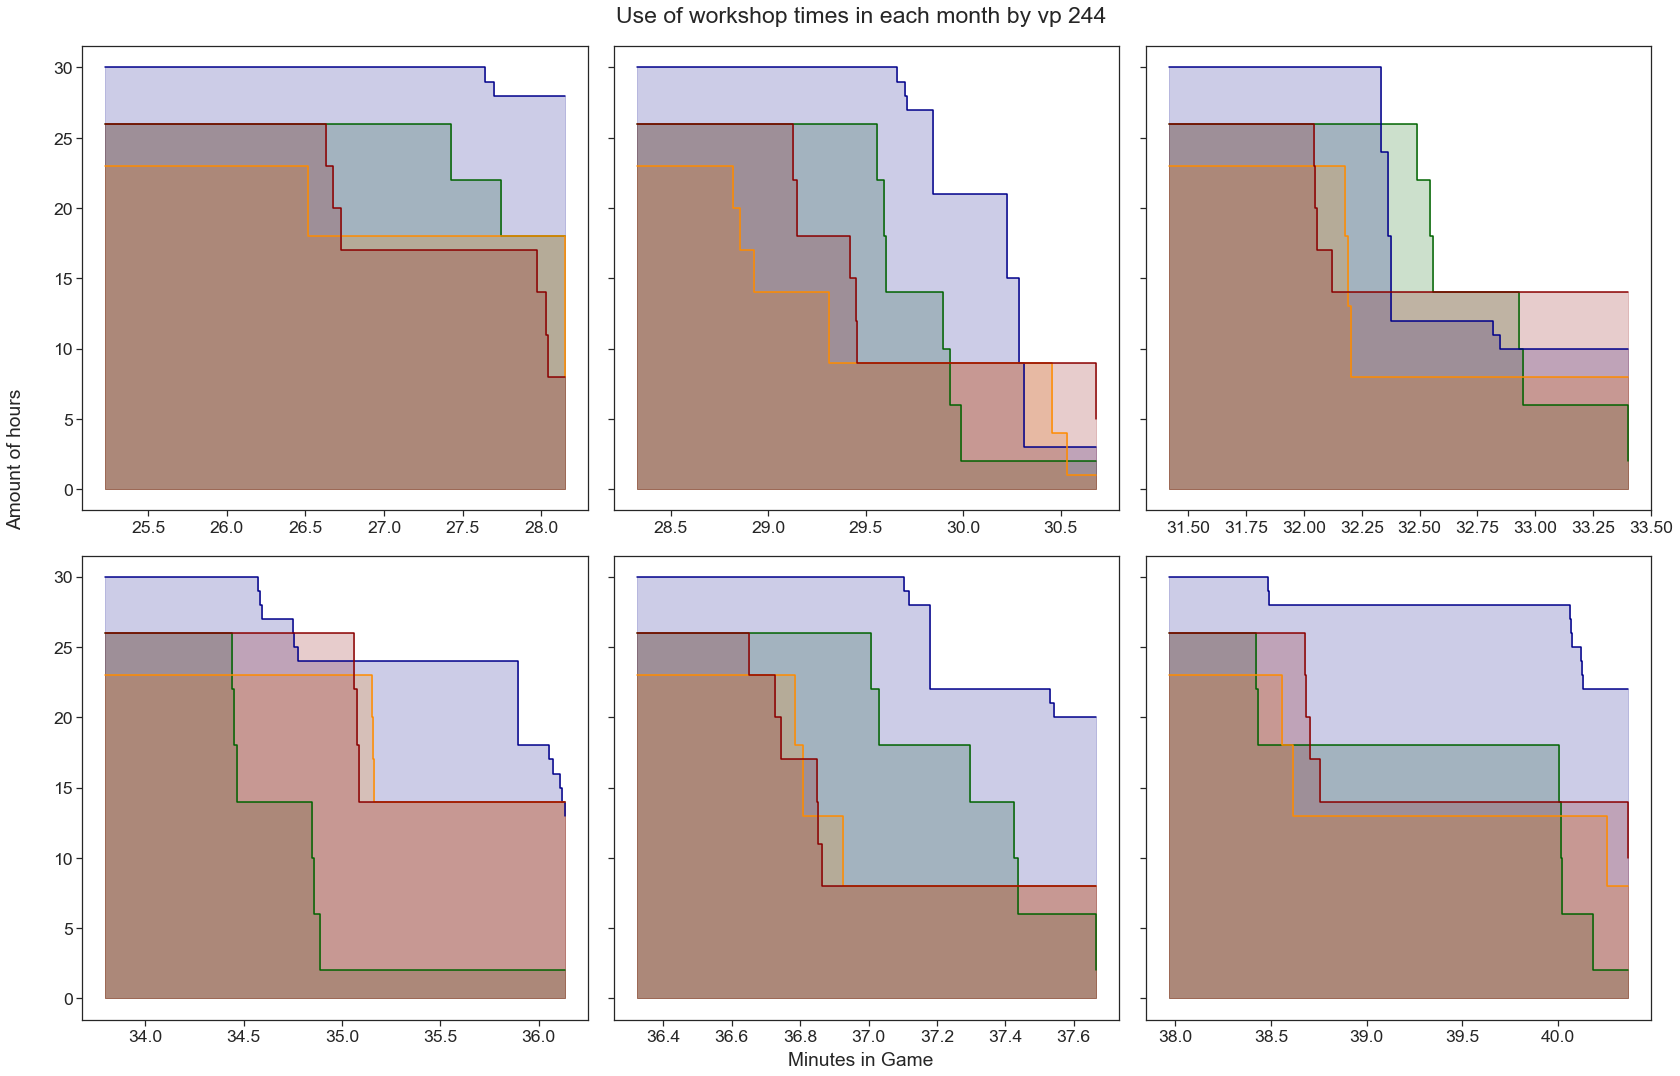 Use of workshop times in each month by vp 244
Amount of hours
30
25
20
15
10
5
0
25.5 26.0 26.5 27.0 27.5 28.0
28.5 29.0 29.5 30.0 30.5
31.50 31.75 32.00 32.25 32.50 32.75 33.00 33.25 33.50
30
25
20
15
10
5
0
34.0 34.5 35.0 35.5 36.0
36.4 36.6 36.8 37.0 37.2 37.4 37.6
38.0 38.5 39.0 39.5 40.0
Minutes in Game